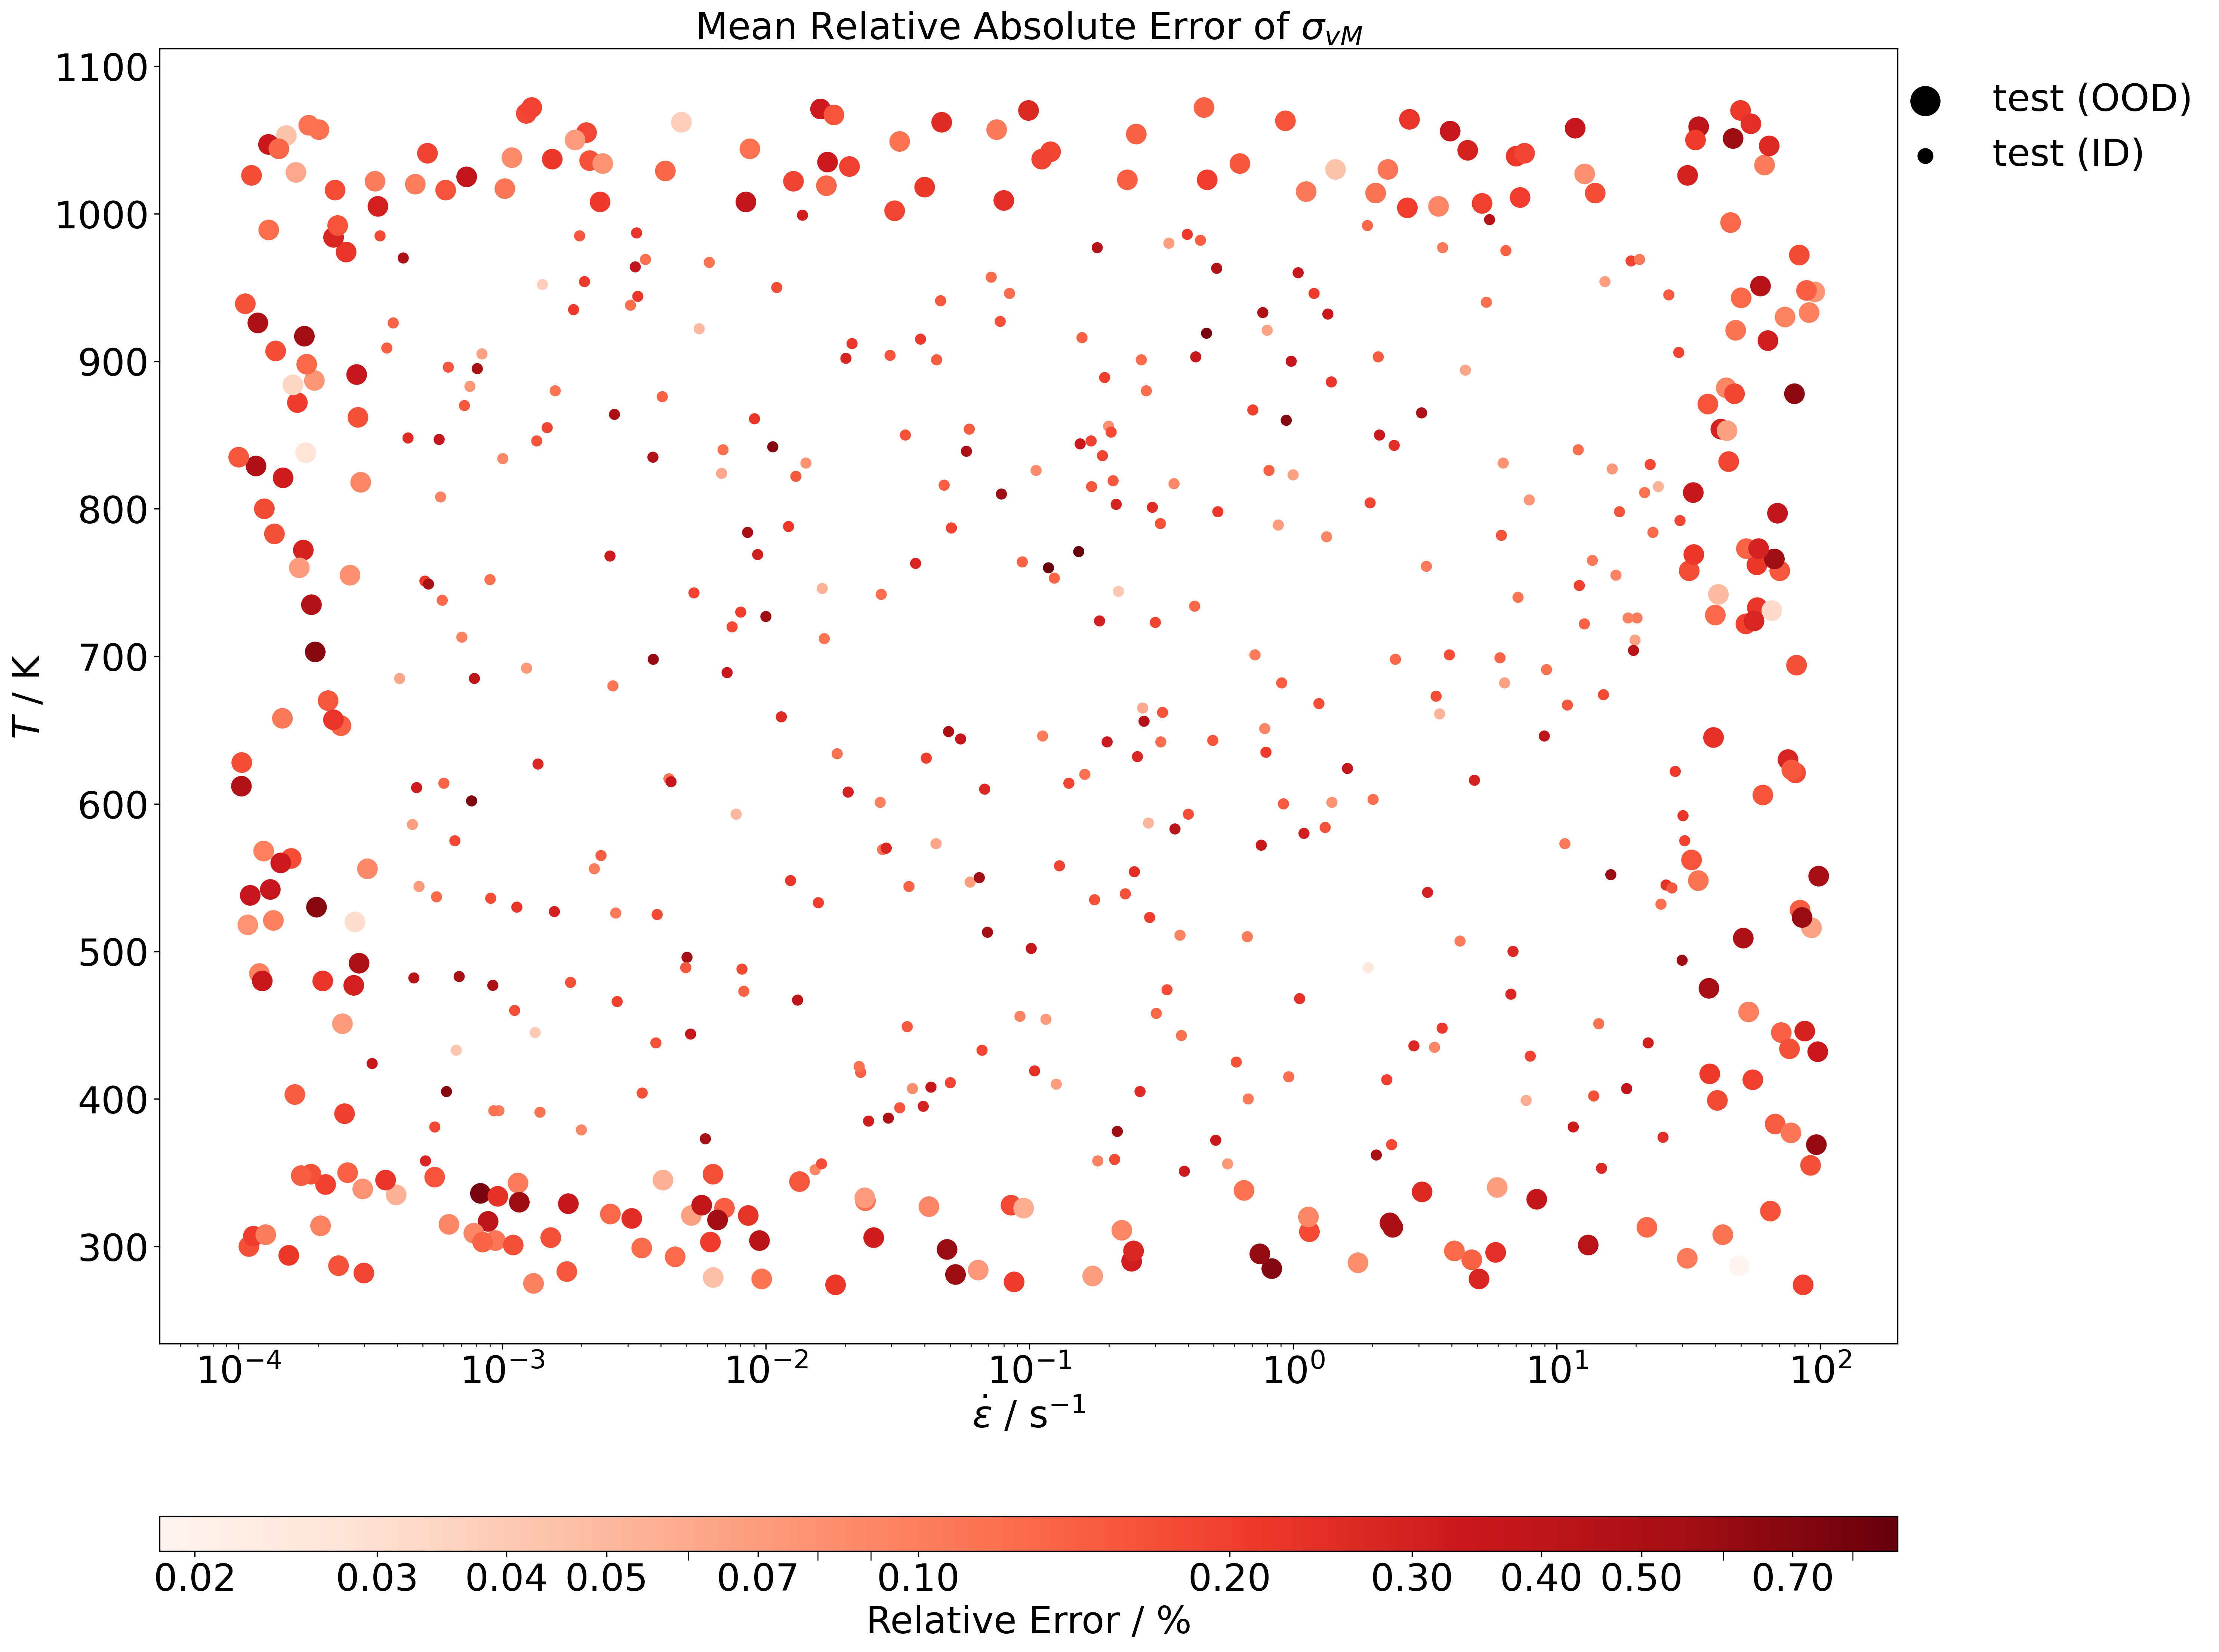 Mean Relative Absolute Error of σ_vM
1100
1000
900
800
700
600
500
400
300
T / K
10⁻⁴ 10⁻³ 10⁻² 10⁻¹ 10⁰ 10¹ 10²
ε̇ / s⁻¹
test (OOD)
test (ID)
0.02 0.03 0.04 0.05 0.07 0.10 0.20 0.30 0.40 0.50 0.70
Relative Error / %